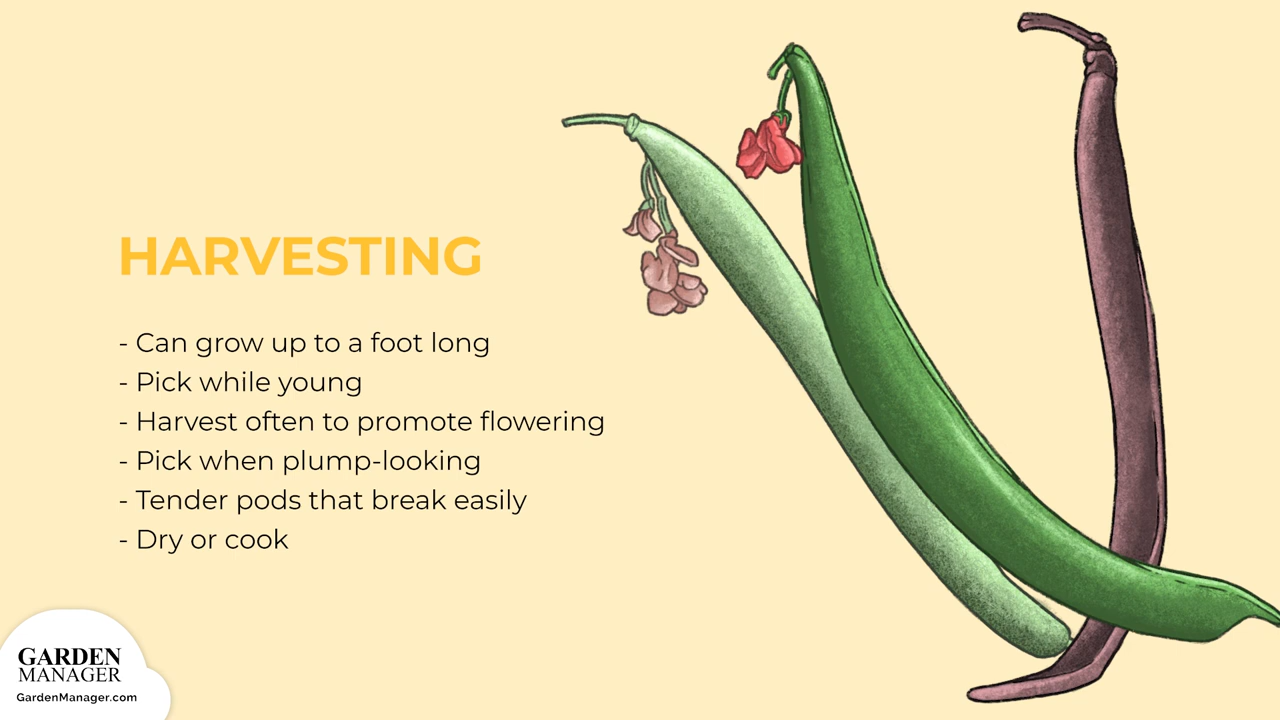 HARVESTING
- Can grow up to a foot long
- Pick while young
- Harvest often to promote flowering
- Pick when plump-looking
- Tender pods that break easily
- Dry or cook
GARDEN
MANAGER
GardenManager.com